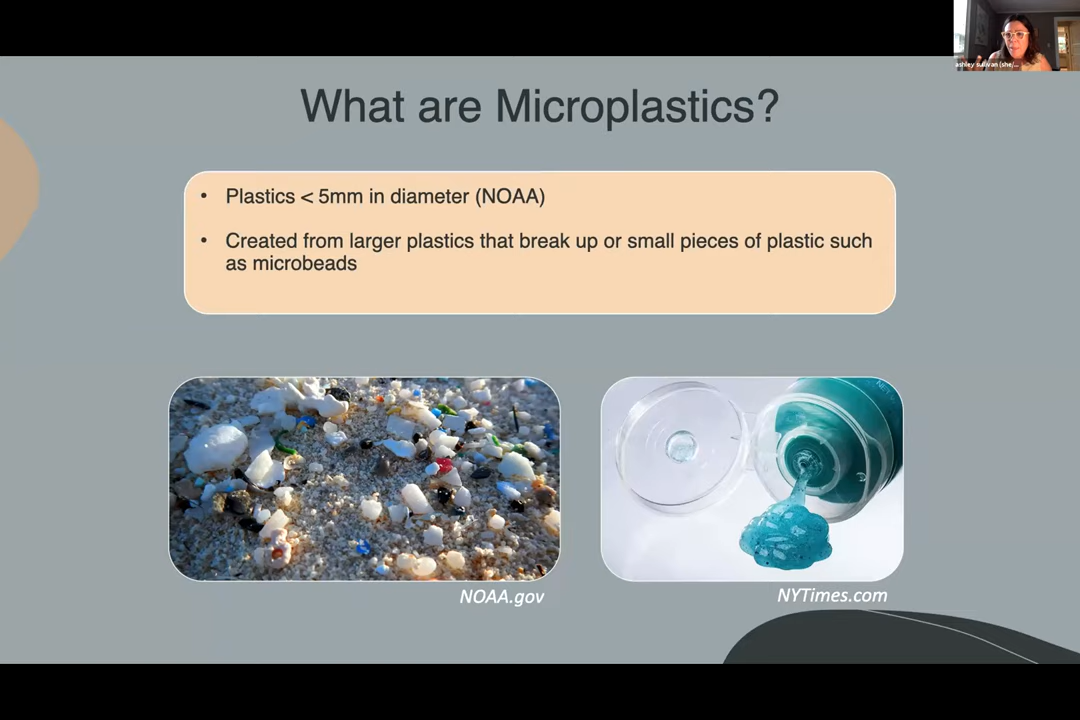 ashley sullivan (she/...
What are Microplastics?
• Plastics < 5mm in diameter (NOAA)
• Created from larger plastics that break up or small pieces of plastic such
as microbeads
NOAA.gov
NYTimes.com